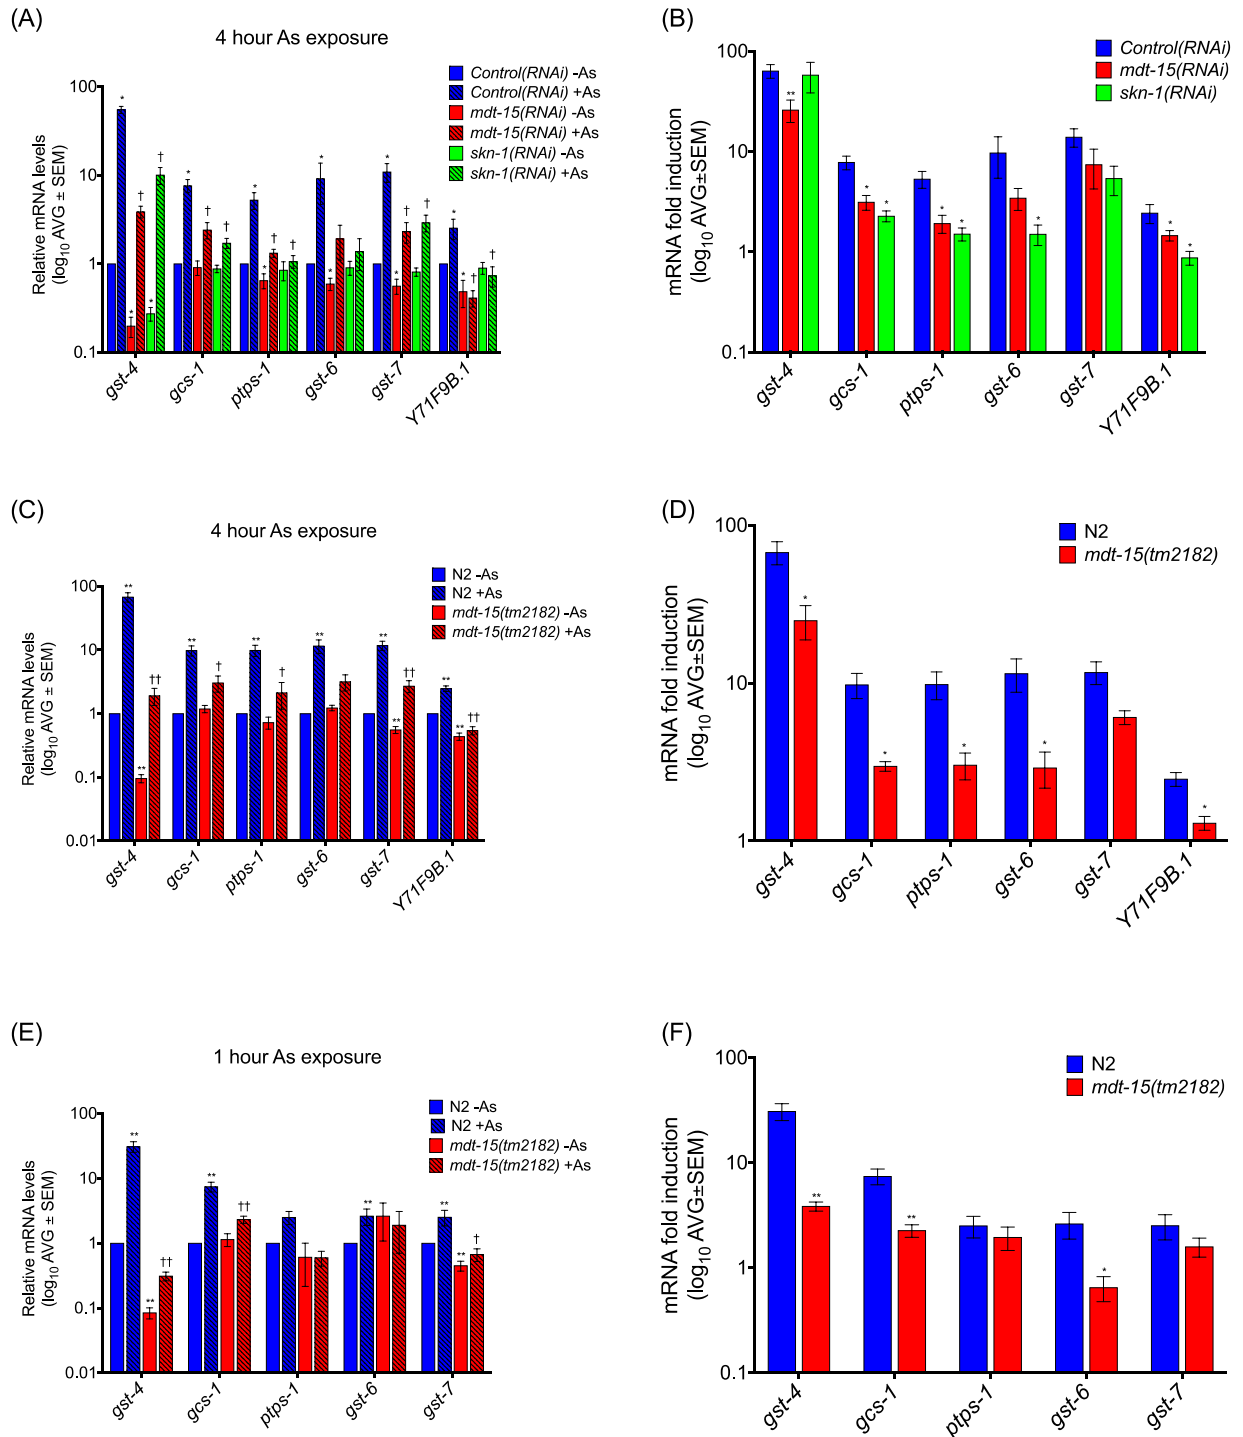 (A)
4 hour As exposure
Relative mRNA levels
(log10 AVG ± SEM)
100
10
1
0.1
* * * * * * * * * * * * † † † † † † † † †
Control(RNAi) -As
Control(RNAi) +As
mdt-15(RNAi) -As
mdt-15(RNAi) +As
skn-1(RNAi) -As
skn-1(RNAi) +As
gst-4
gcs-1
ptps-1
gst-6
gst-7
Y71F9B.1
(B)
mRNA fold induction
(log10 AVG±SEM)
100
10
1
0.1
** * * * * * * *
Control(RNAi)
mdt-15(RNAi)
skn-1(RNAi)
gst-4
gcs-1
ptps-1
gst-6
gst-7
Y71F9B.1
(C)
4 hour As exposure
Relative mRNA levels
(log10 AVG ± SEM)
100
10
1
0.1
0.01
** ** †† ** † ** † ** ** ** †† ** ** ††
N2 -As
N2 +As
mdt-15(tm2182) -As
mdt-15(tm2182) +As
gst-4
gcs-1
ptps-1
gst-6
gst-7
Y71F9B.1
(D)
mRNA fold induction
(log10 AVG±SEM)
100
10
1
* * * * *
N2
mdt-15(tm2182)
gst-4
gcs-1
ptps-1
gst-6
gst-7
Y71F9B.1
(E)
1 hour As exposure
Relative mRNA levels
(log10 AVG ± SEM)
100
10
1
0.1
0.01
** ** †† ** †† ** ** ** †
N2 -As
N2 +As
mdt-15(tm2182) -As
mdt-15(tm2182) +As
gst-4
gcs-1
ptps-1
gst-6
gst-7
(F)
mRNA fold induction
(log10 AVG±SEM)
100
10
1
0.1
** ** *
N2
mdt-15(tm2182)
gst-4
gcs-1
ptps-1
gst-6
gst-7